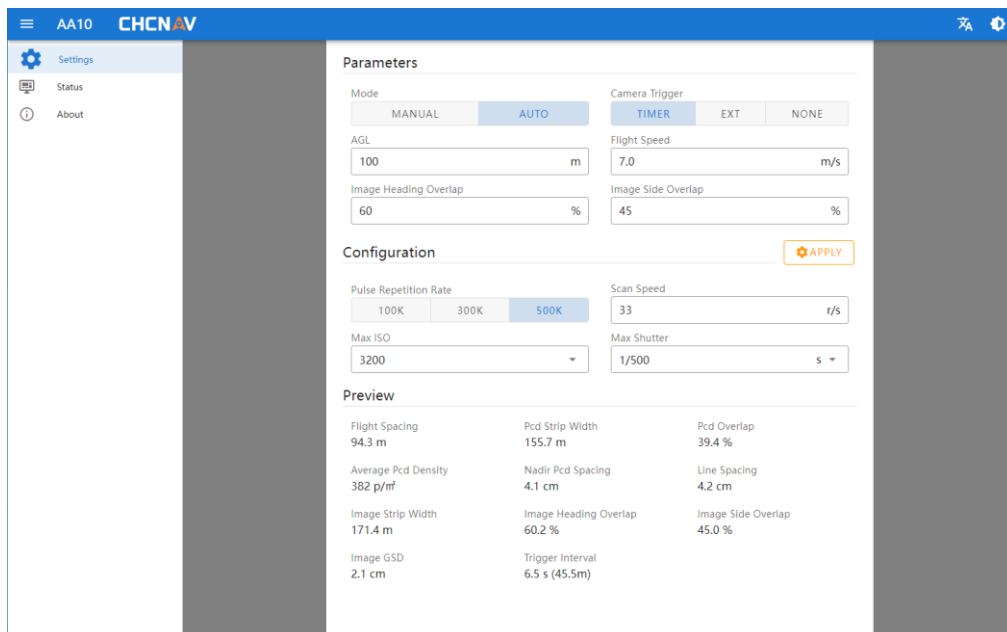 AA10 CHCNAV
Settings
Status
About
Parameters
Mode
Camera Trigger
MANUAL AUTO
TIMER EXT NONE
AGL
Flight Speed
100 m
7.0 m/s
Image Heading Overlap
Image Side Overlap
60 %
45 %
Configuration
APPLY
Pulse Repetition Rate
Scan Speed
100K 300K 500K
33 r/s
Max ISO
Max Shutter
3200
1/500 s
Preview
Flight Spacing Pcd Strip Width Pcd Overlap
94.3 m 155.7 m 39.4 %
Average Pcd Density Nadir Pcd Spacing Line Spacing
382 p/㎡ 4.1 cm 4.2 cm
Image Strip Width Image Heading Overlap Image Side Overlap
171.4 m 60.2 % 45.0 %
Image GSD Trigger Interval
2.1 cm 6.5 s (45.5m)